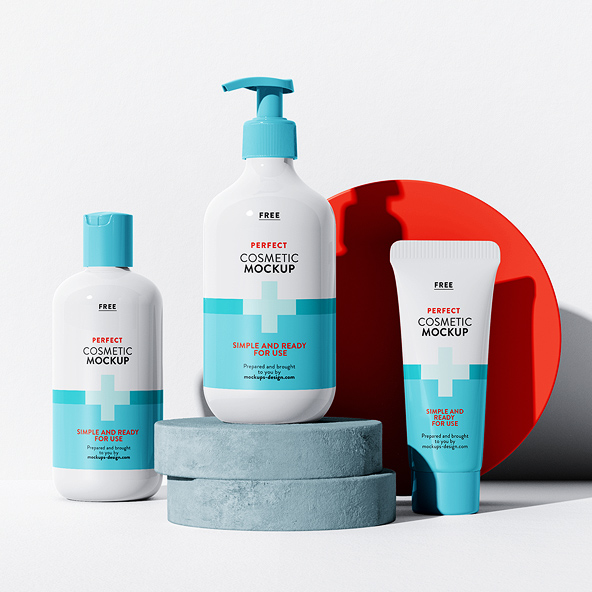 FREE
PERFECT
COSMETIC
MOCKUP
SIMPLE AND READY
FOR USE
Prepared and brought
to you by
mockups-design.com
FREE
PERFECT
COSMETIC
MOCKUP
SIMPLE AND READY
FOR USE
Prepared and brought
to you by
mockups-design.com
FREE
PERFECT
COSMETIC
MOCKUP
SIMPLE AND
READY
FOR USE
Prepared and brought
to you by
mockups-design.com